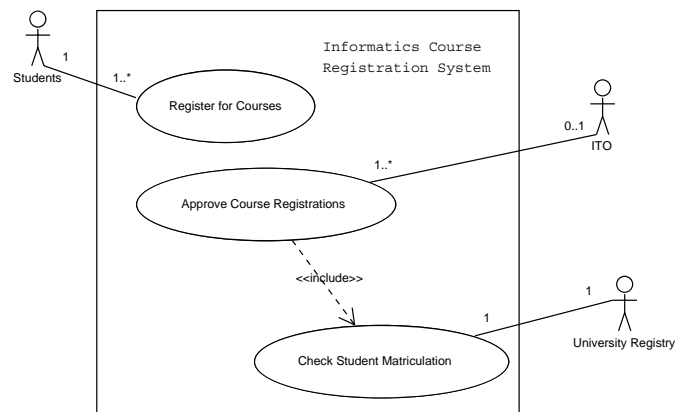 Informatics Course
Registration System
1
Students
1..*
Register for Courses
0..1
ITO
1..*
Approve Course Registrations
<<include>>
1
1
University Registry
Check Student Matriculation